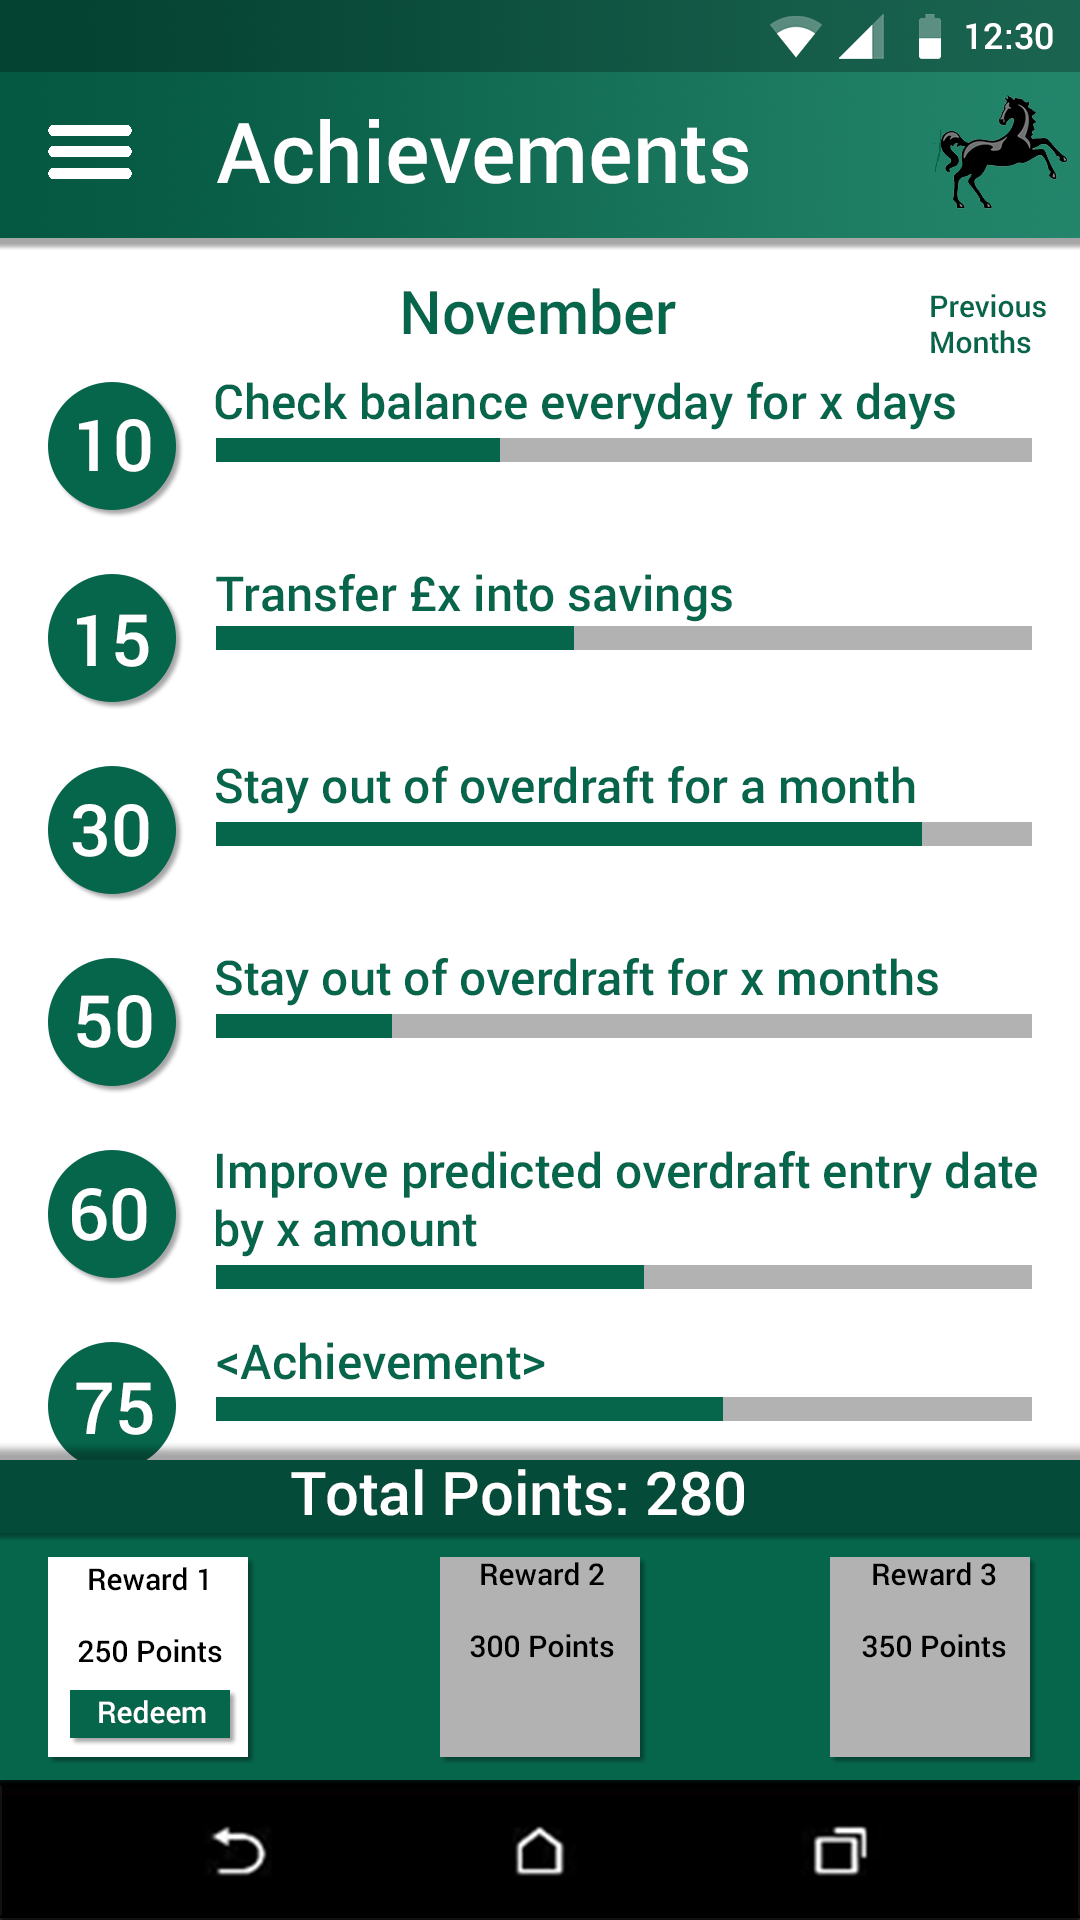 12:30
Achievements
November
Previous
Months
10
Check balance everyday for x days
15
Transfer £x into savings
30
Stay out of overdraft for a month
50
Stay out of overdraft for x months
60
Improve predicted overdraft entry date
by x amount
75
<Achievement>
Total Points: 280
Reward 1
250 Points
Redeem
Reward 2
300 Points
Reward 3
350 Points